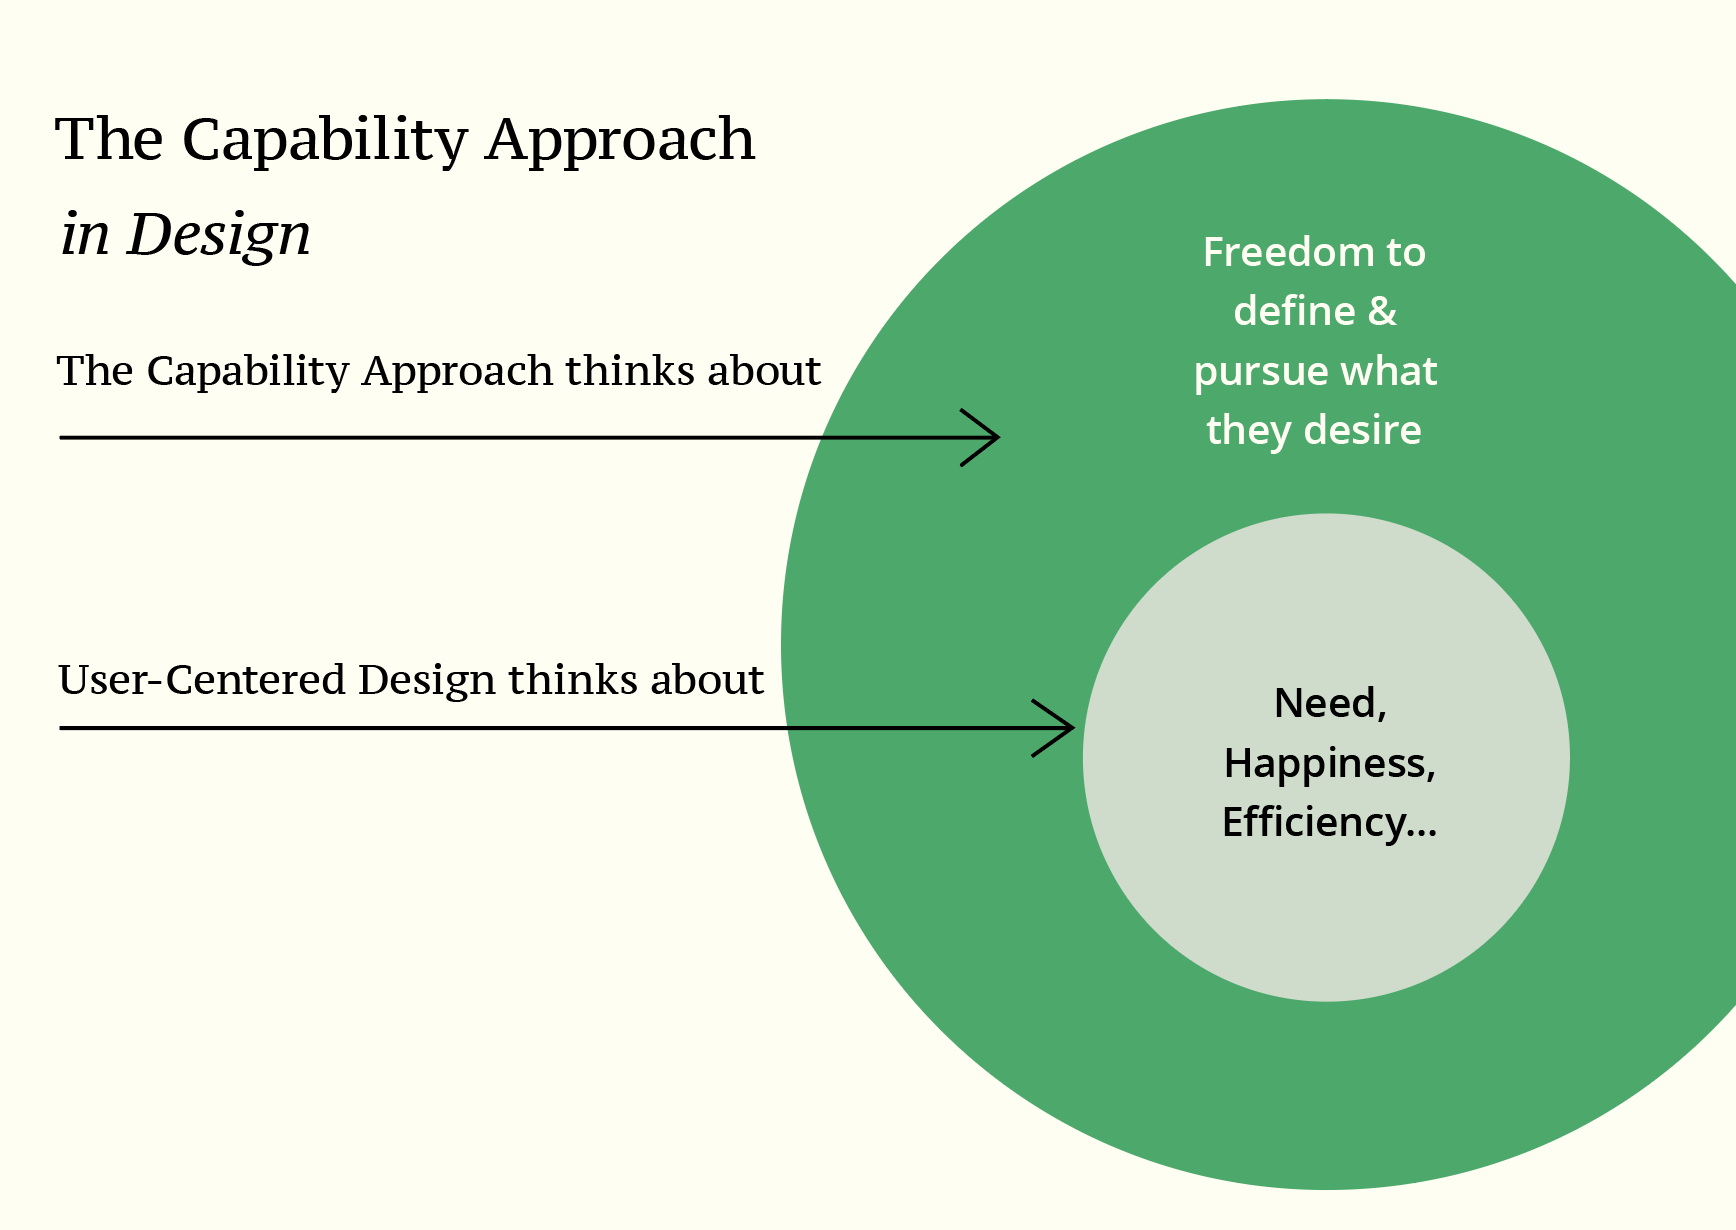 The Capability Approach
in Design
The Capability Approach thinks about
Freedom to
define &
pursue what
they desire
User-Centered Design thinks about
Need,
Happiness,
Efficiency...